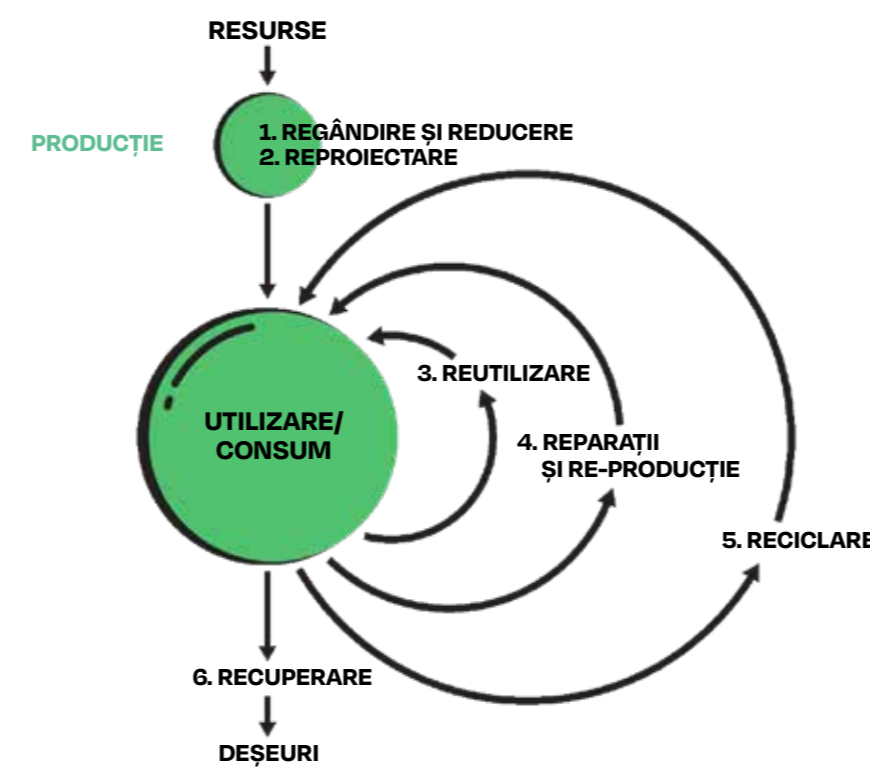 RESURSE
PRODUCȚIE
1. REGÂNDIRE ȘI REDUCERE
2. REPROIECTARE
3. REUTILIZARE
UTILIZARE/
CONSUM
4. REPARAȚII
ȘI RE-PRODUCȚIE
5. RECICLARE
6. RECUPERARE
DEȘEURI